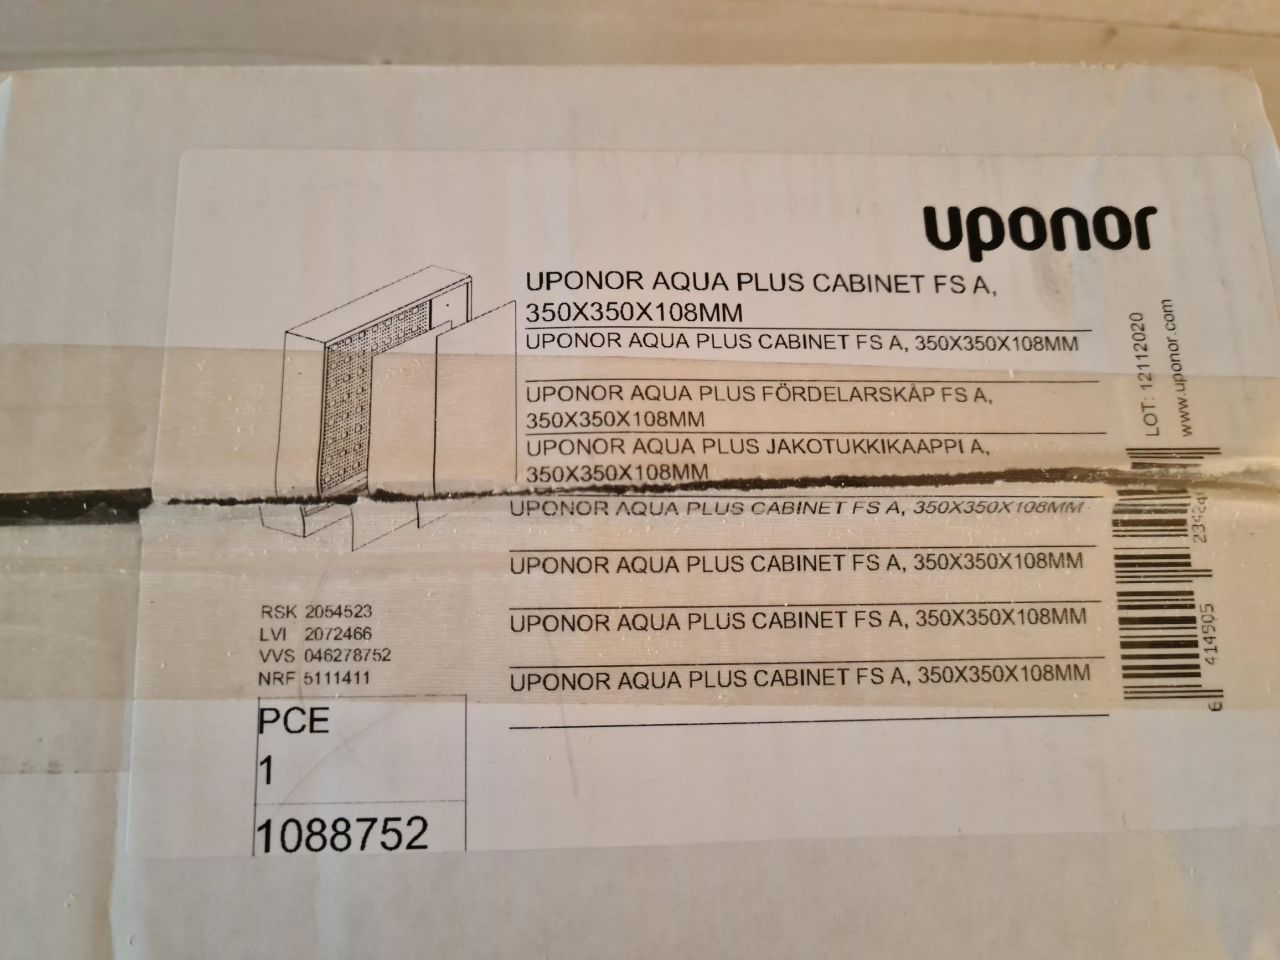 uponor
UPONOR AQUA PLUS CABINET FS A,
350X350X108MM
UPONOR AQUA PLUS CABINET FS A, 350X350X108MM
UPONOR AQUA PLUS FÖRDELARSKÅP FS A,
350X350X108MM
UPONOR AQUA PLUS JAKOTUKKIKAAPPI A,
350X350X108MM
UPONOR AQUA PLUS CABINET FS A, 350X350X108MM
UPONOR AQUA PLUS CABINET FS A, 350X350X108MM
UPONOR AQUA PLUS CABINET FS A, 350X350X108MM
UPONOR AQUA PLUS CABINET FS A, 350X350X108MM
RSK 2054523
LVI 2072466
VVS 046278752
NRF 5111411
PCE
1
1088752
LOT: 12112020
www.uponor.com
6 414905